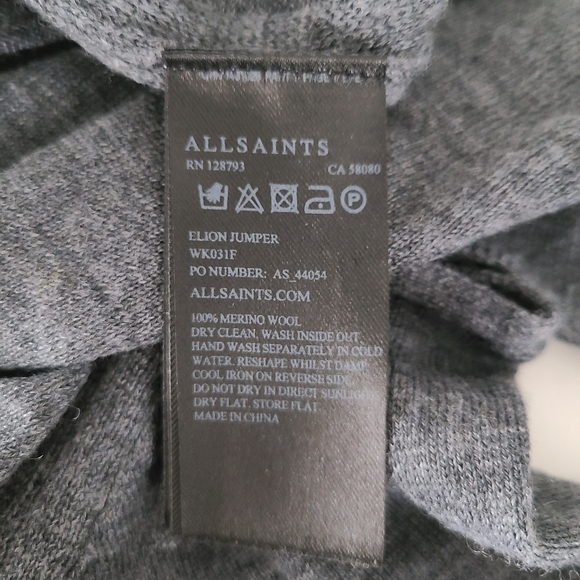 ALLSAINTS
RN 128793 CA 58080
P
ELION JUMPER
WK031F
PO NUMBER: AS_44054
ALLSAINTS.COM
100% MERINO WOOL
DRY CLEAN, WASH INSIDE OUT
HAND WASH SEPARATELY IN COLD
WATER. RESHAPE WHILST DAMP
COOL IRON ON REVERSE SIDE
DO NOT DRY IN DIRECT SUNLIGHT
DRY FLAT, STORE FLAT
MADE IN CHINA